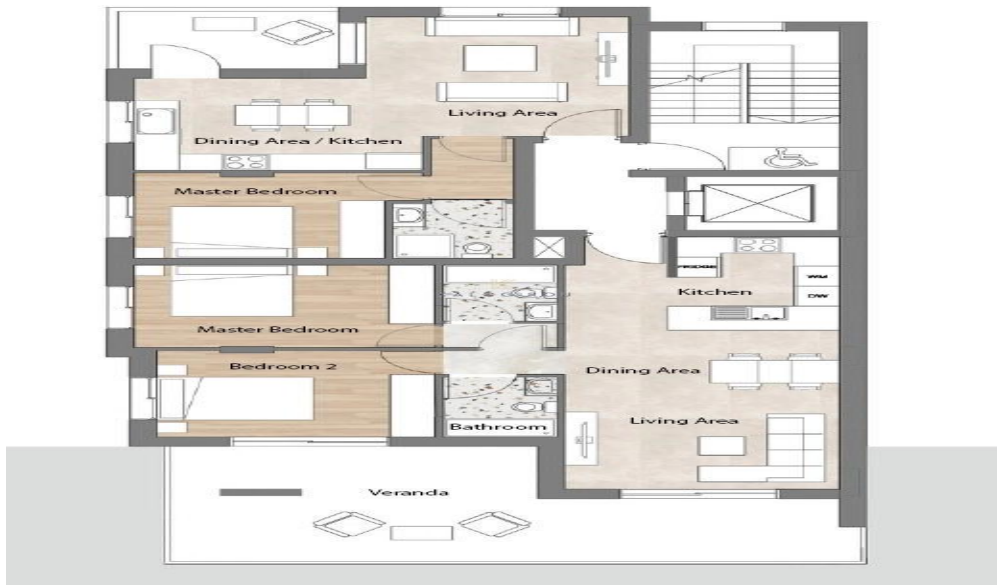 Living Area
Dining Area / Kitchen
Master Bedroom
FRIDGE
WM
Kitchen
DW
Master Bedroom
Bedroom 2
Dining Area
Living Area
Bathroom
Veranda